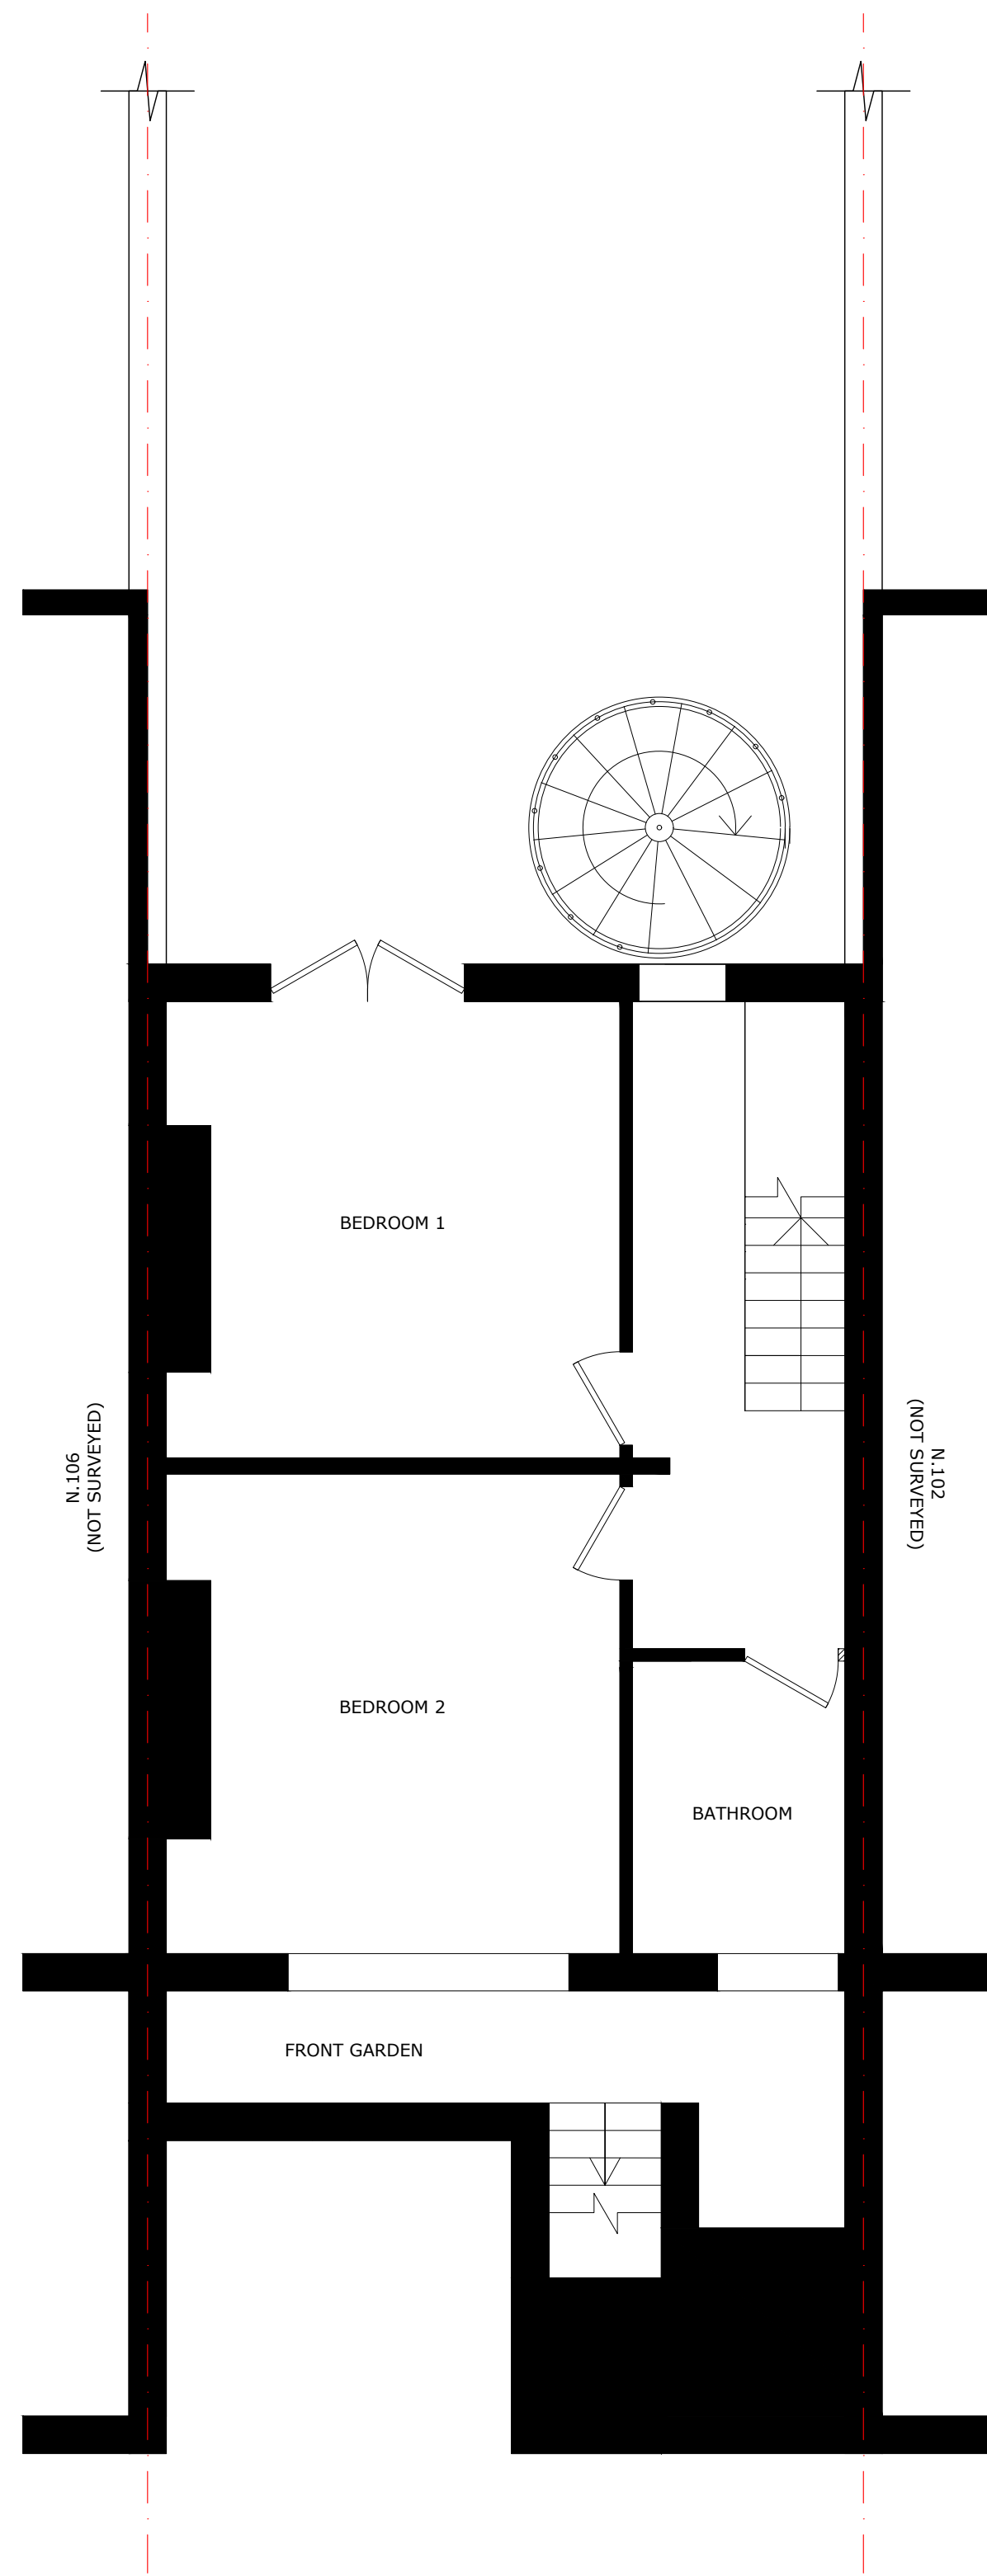 BEDROOM 1
N.106
(NOT SURVEYED)
N.102
(NOT SURVEYED)
BEDROOM 2
BATHROOM
FRONT GARDEN